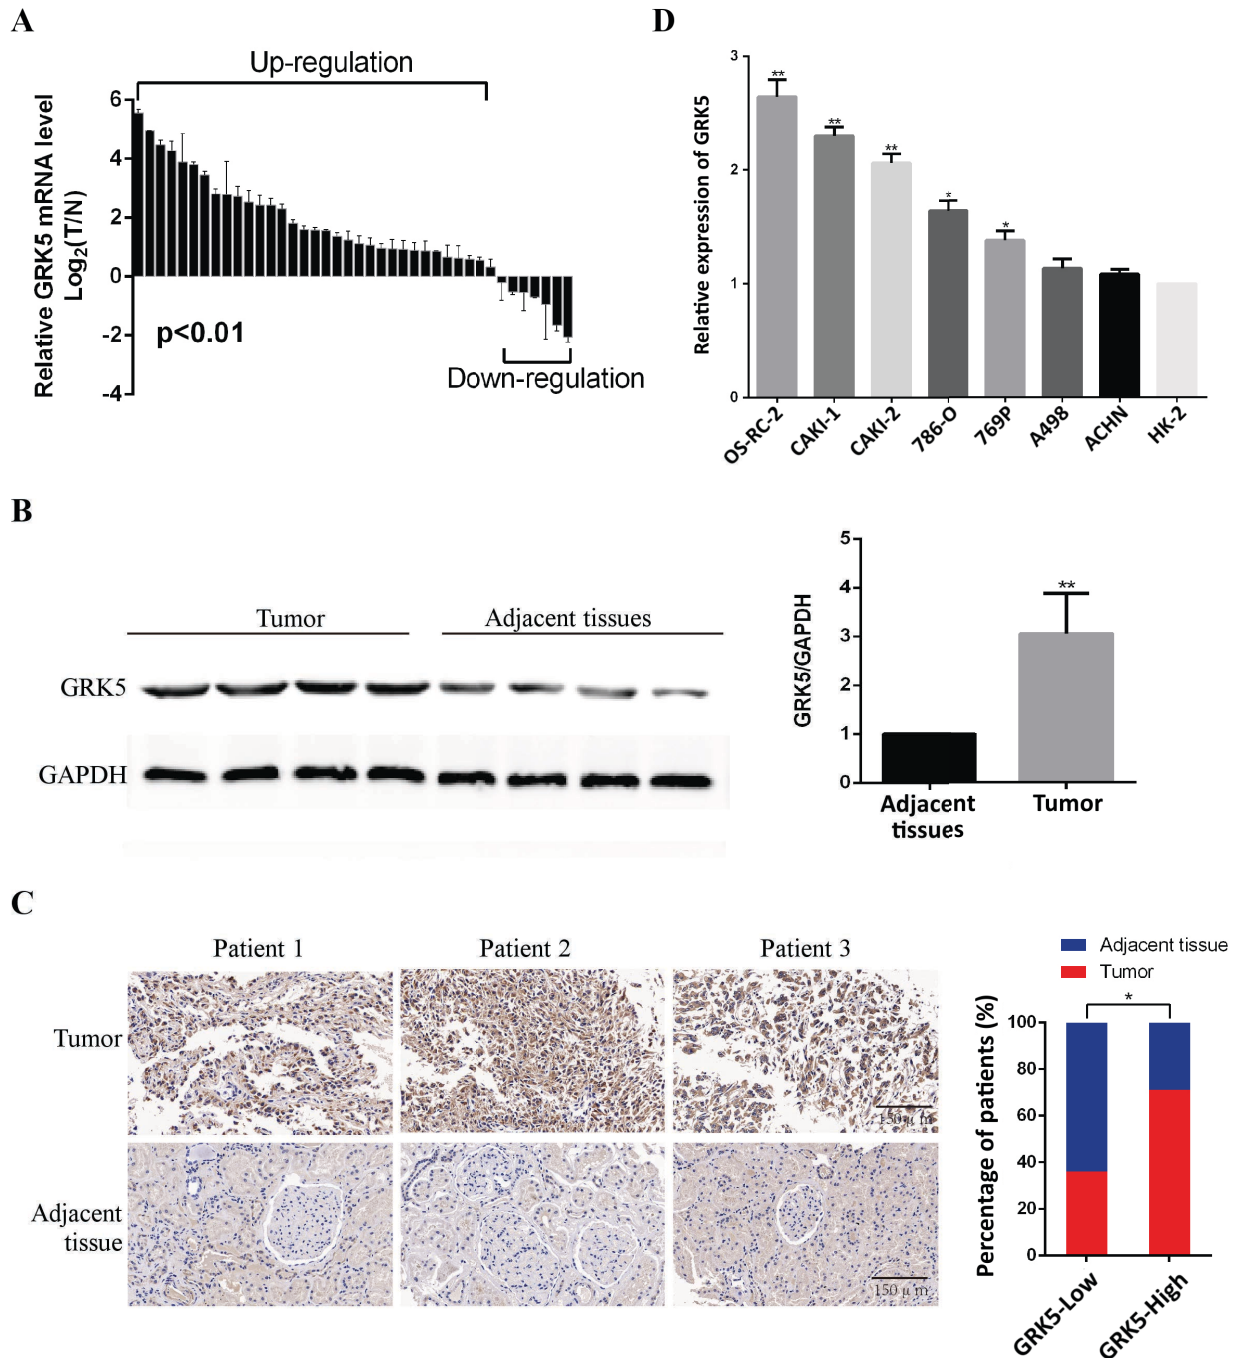 A
Up-regulation
Relative GRK5 mRNA level
Log2(T/N)
6
4
2
0
-2
-4
p<0.01
Down-regulation
D
Relative expression of GRK5
3
2
1
0
**
**
**
*
*
OS-RC-2
CAKI-1
CAKI-2
786-O
769P
A498
ACHN
HK-2
B
Tumor
Adjacent tissues
GRK5
GAPDH
GRK5/GAPDH
5
4
3
2
1
0
**
Adjacent
tissues
Tumor
C
Patient 1
Patient 2
Patient 3
Tumor
150μm
Adjacent
tissue
150μm
Adjacent tissue
Tumor
*
Percentage of patients (%)
100
80
60
40
20
0
GRK5-Low
GRK5-High